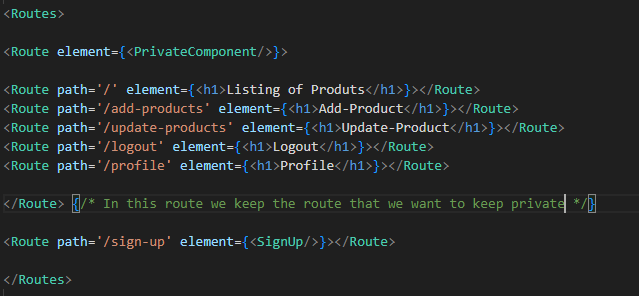 <Routes>
<Route element={<PrivateComponent/>}>
<Route path='/' element={<h1>Listing of Produts</h1>}></Route>
<Route path='/add-products' element={<h1>Add-Product</h1>}></Route>
<Route path='/update-products' element={<h1>Update-Product</h1>}></Route>
<Route path='/logout' element={<h1>Logout</h1>}></Route>
<Route path='/profile' element={<h1>Profile</h1>}></Route>
</Route> {/* In this route we keep the route that we want to keep private */}
<Route path='/sign-up' element={<SignUp/>}></Route>
</Routes>